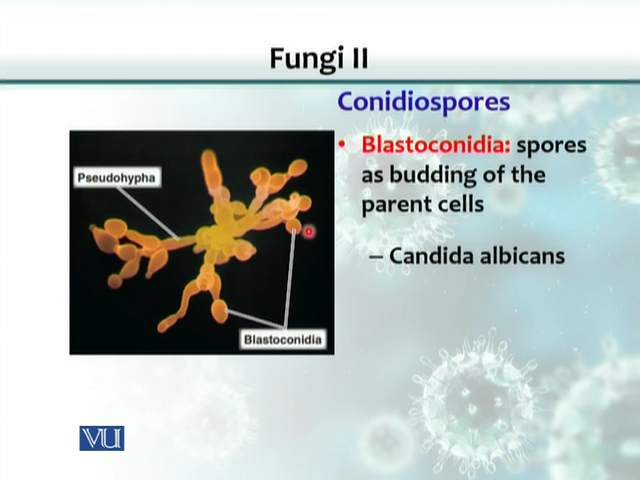 Fungi II
Conidiospores
• Blastoconidia: spores
as budding of the
parent cells
– Candida albicans
Pseudohypha
Blastoconidia
VU